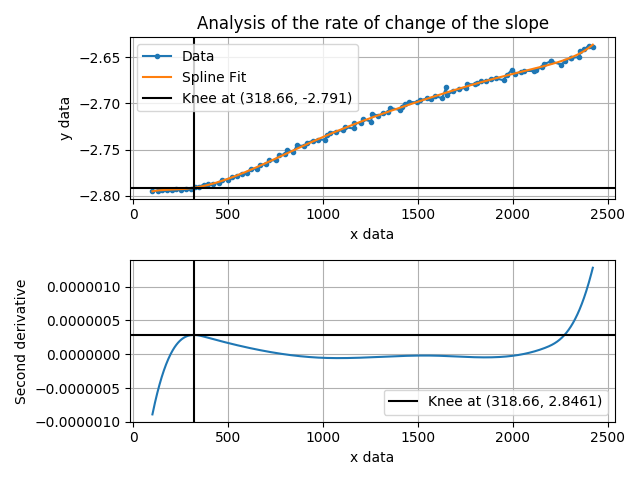 Analysis of the rate of change of the slope
−2.65
−2.70
−2.75
−2.80
y data
Data
Spline Fit
Knee at (318.66, -2.791)
0 500 1000 1500 2000 2500
x data
0.0000010
0.0000005
0.0000000
−0.0000005
−0.0000010
Second derivative
Knee at (318.66, 2.8461)
0 500 1000 1500 2000 2500
x data